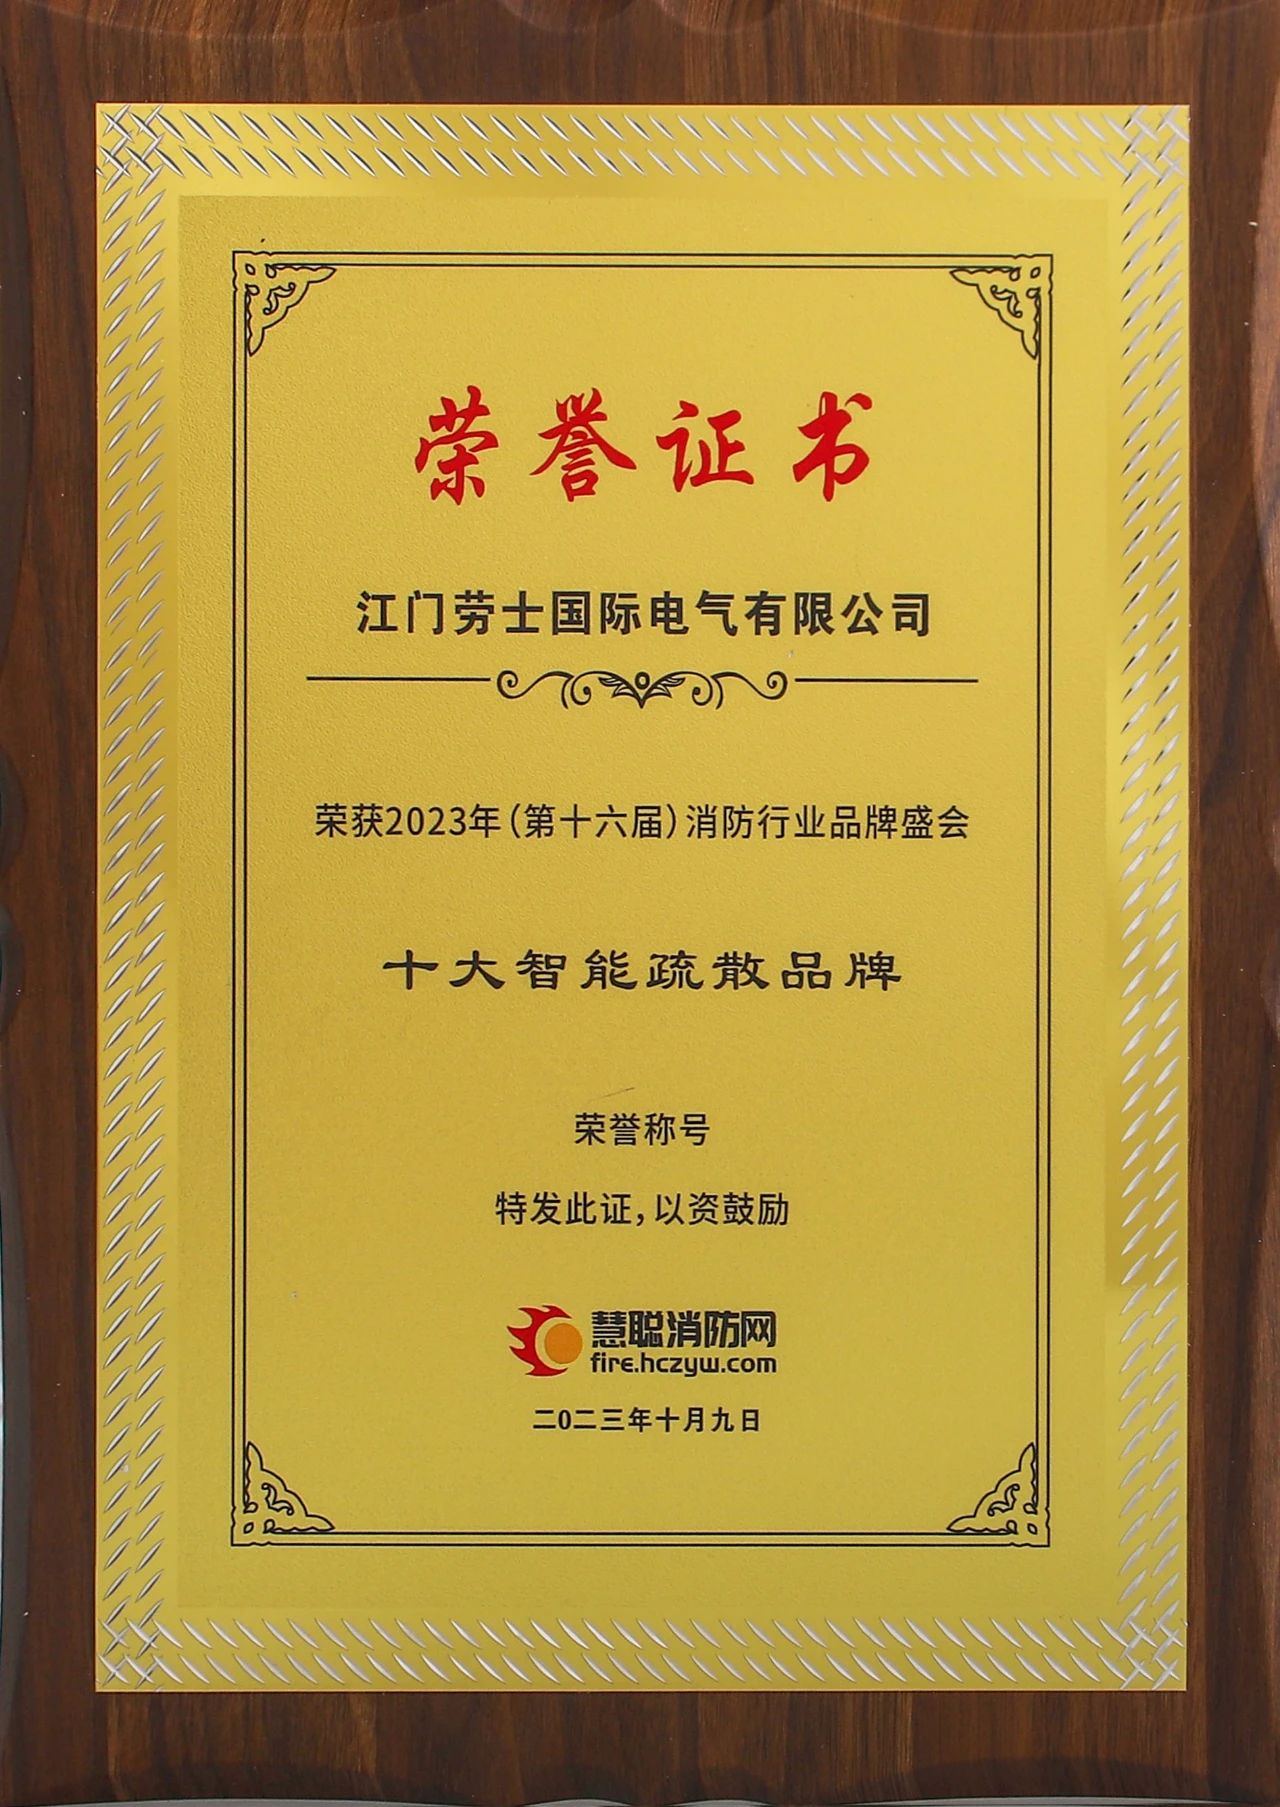 荣誉证书
江门劳士国际电气有限公司
荣获2023年(第十六届)消防行业品牌盛会
十大智能疏散品牌
荣誉称号
特发此证,以资鼓励
慧聪消防网
fire.hczyw.com
二0二三年十月九日